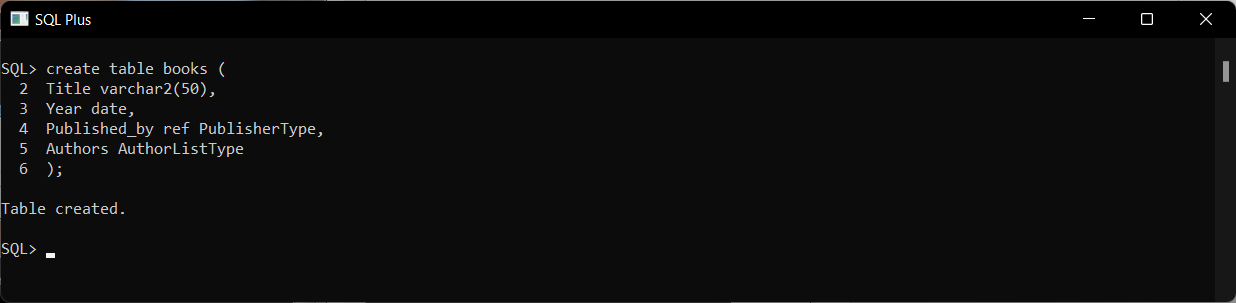 SQL Plus
SQL> create table books (
2 Title varchar2(50),
3 Year date,
4 Published_by ref PublisherType,
5 Authors AuthorListType
6 );
Table created.
SQL>